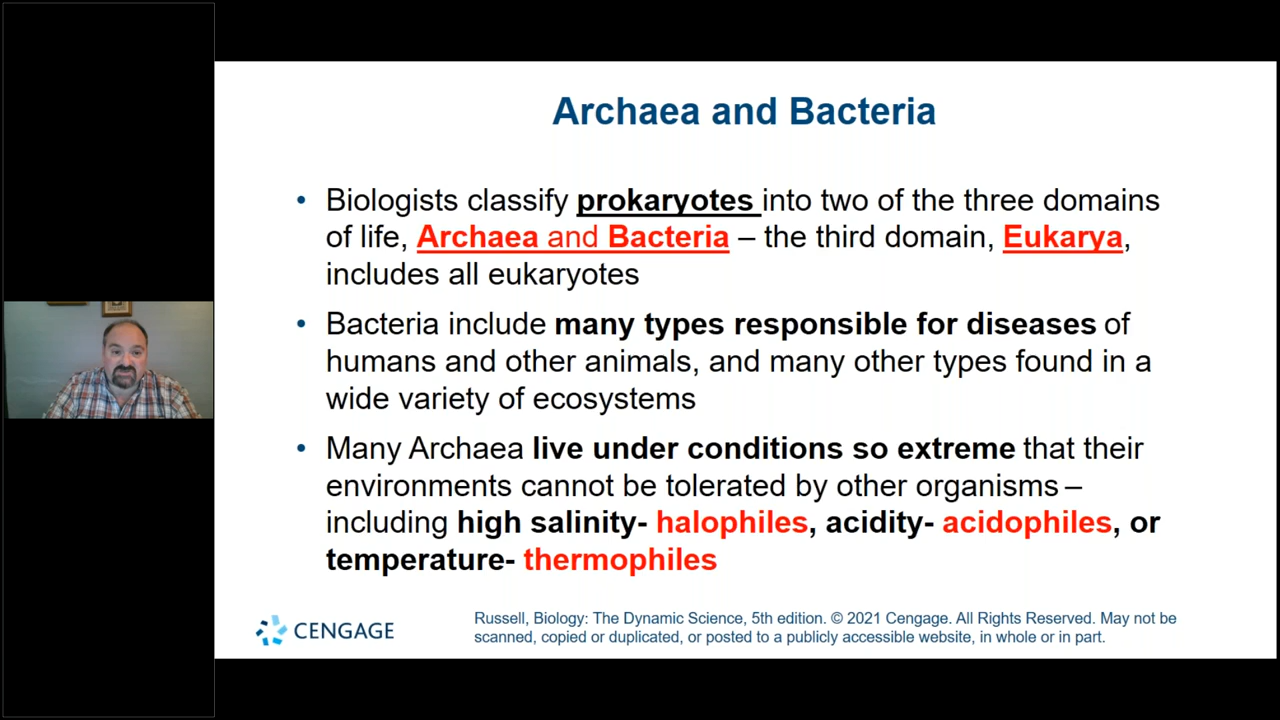 Archaea and Bacteria
• Biologists classify prokaryotes into two of the three domains
of life, Archaea and Bacteria – the third domain, Eukarya,
includes all eukaryotes
• Bacteria include many types responsible for diseases of
humans and other animals, and many other types found in a
wide variety of ecosystems
• Many Archaea live under conditions so extreme that their
environments cannot be tolerated by other organisms –
including high salinity- halophiles, acidity- acidophiles, or
temperature- thermophiles
CENGAGE
Russell, Biology: The Dynamic Science, 5th edition. © 2021 Cengage. All Rights Reserved. May not be
scanned, copied or duplicated, or posted to a publicly accessible website, in whole or in part.